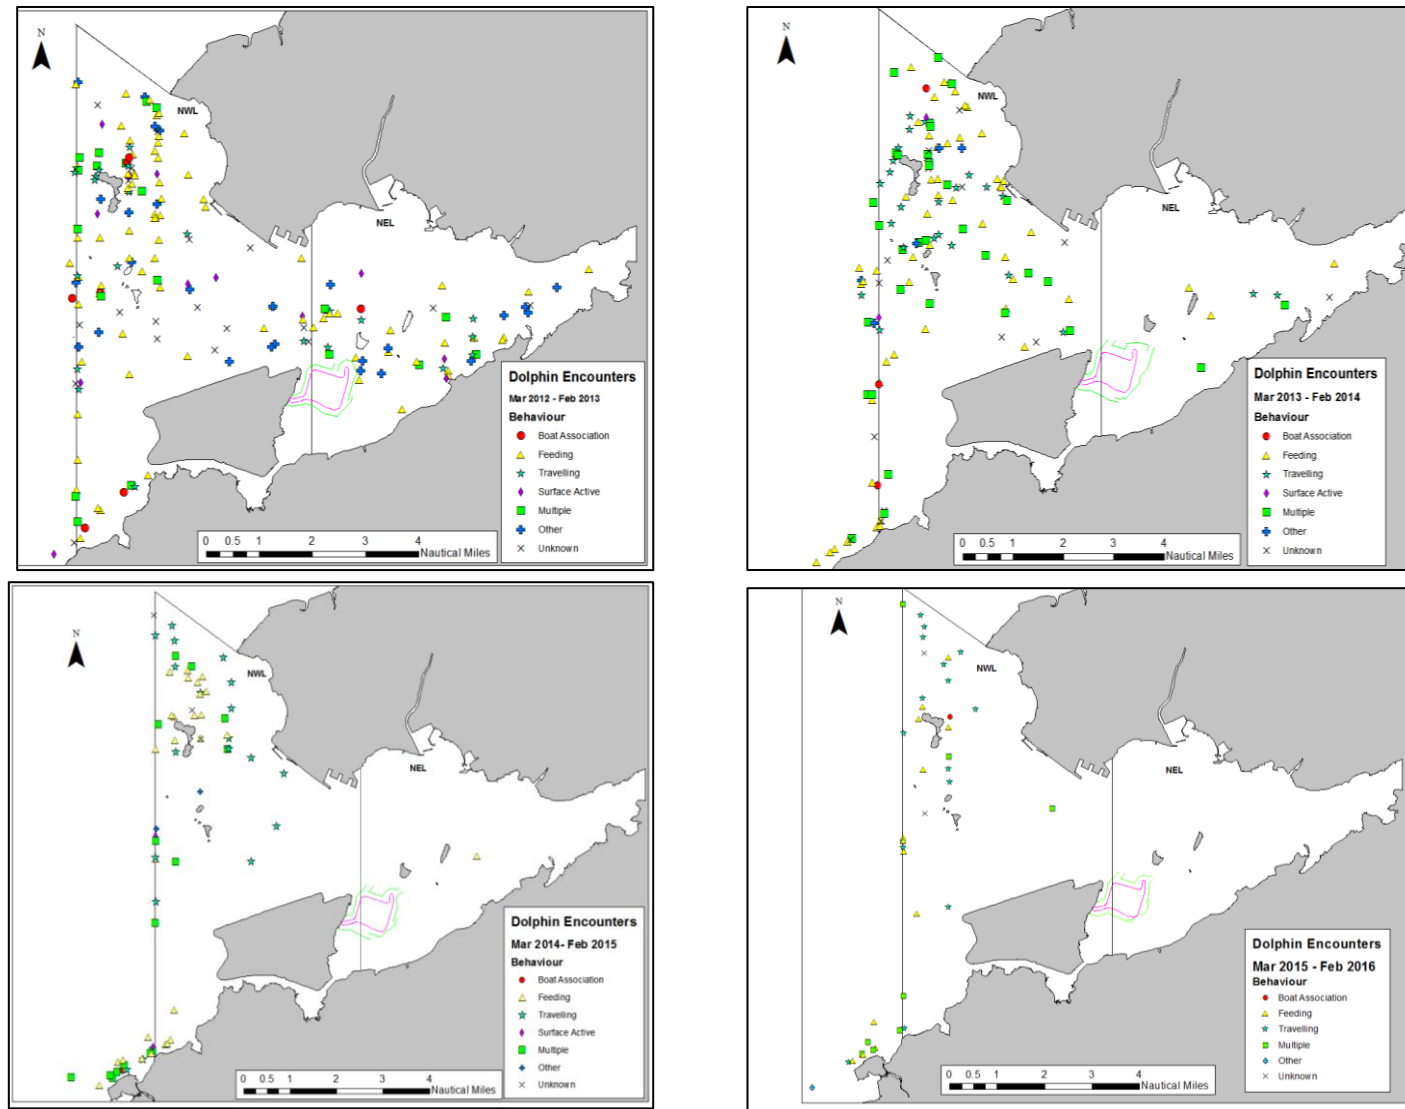 N
NWL
NEL
Dolphin Encounters
Mar 2012 - Feb 2013
Behaviour
Boat Association
Feeding
Travelling
Surface Active
Multiple
Other
Unknown
0 0.5 1 2 3 4
Nautical Miles
N
NWL
NEL
Dolphin Encounters
Mar 2013 - Feb 2014
Behaviour
Boat Association
Feeding
Travelling
Surface Active
Multiple
Other
Unknown
0 0.5 1 2 3 4
Nautical Miles
N
NWL
NEL
Dolphin Encounters
Mar 2014- Feb 2015
Behaviour
Boat Association
Feeding
Travelling
Surface Active
Multiple
Other
Unknown
0 0.5 1 2 3 4
Nautical Miles
N
NWL
NEL
Dolphin Encounters
Mar 2015 - Feb 2016
Behaviour
Boat Association
Feeding
Travelling
Multiple
Other
Unknown
0 0.5 1 2 3 4
Nautical Miles